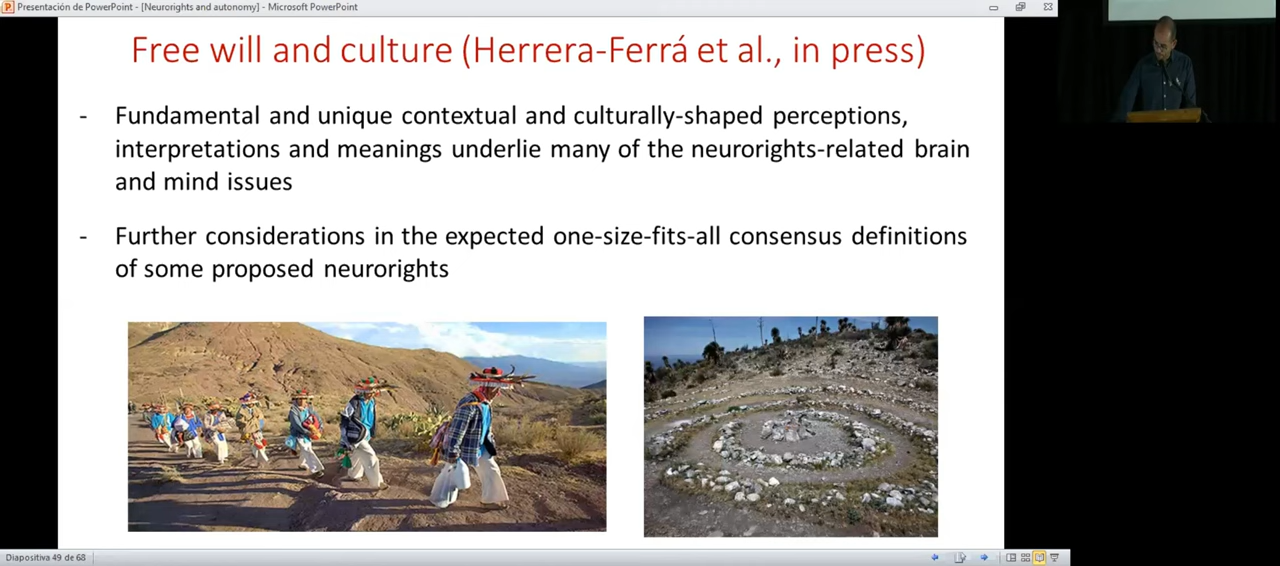 Presentación de PowerPoint - [Neurorights and autonomy] - Microsoft PowerPoint
Free will and culture (Herrera-Ferrá et al., in press)
- Fundamental and unique contextual and culturally-shaped perceptions,
interpretations and meanings underlie many of the neurorights-related brain
and mind issues
- Further considerations in the expected one-size-fits-all consensus definitions
of some proposed neurorights
Diapositiva 49 de 68